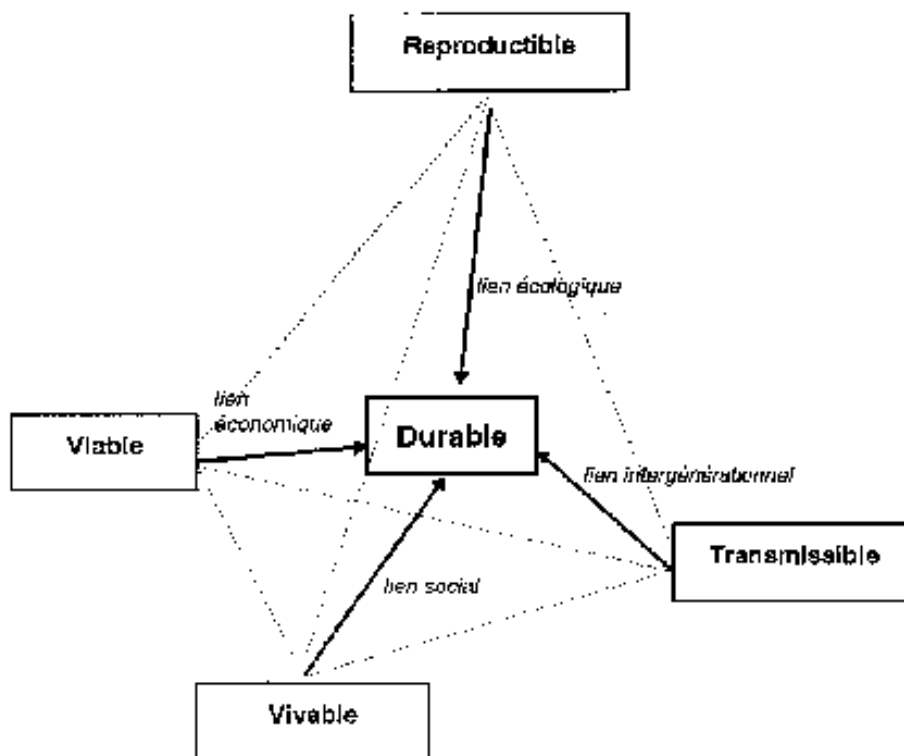 Reproductible
lien écologique
lien
économique
Viable
Durable
lien intergénérationnel
Transmissible
lien social
Vivable